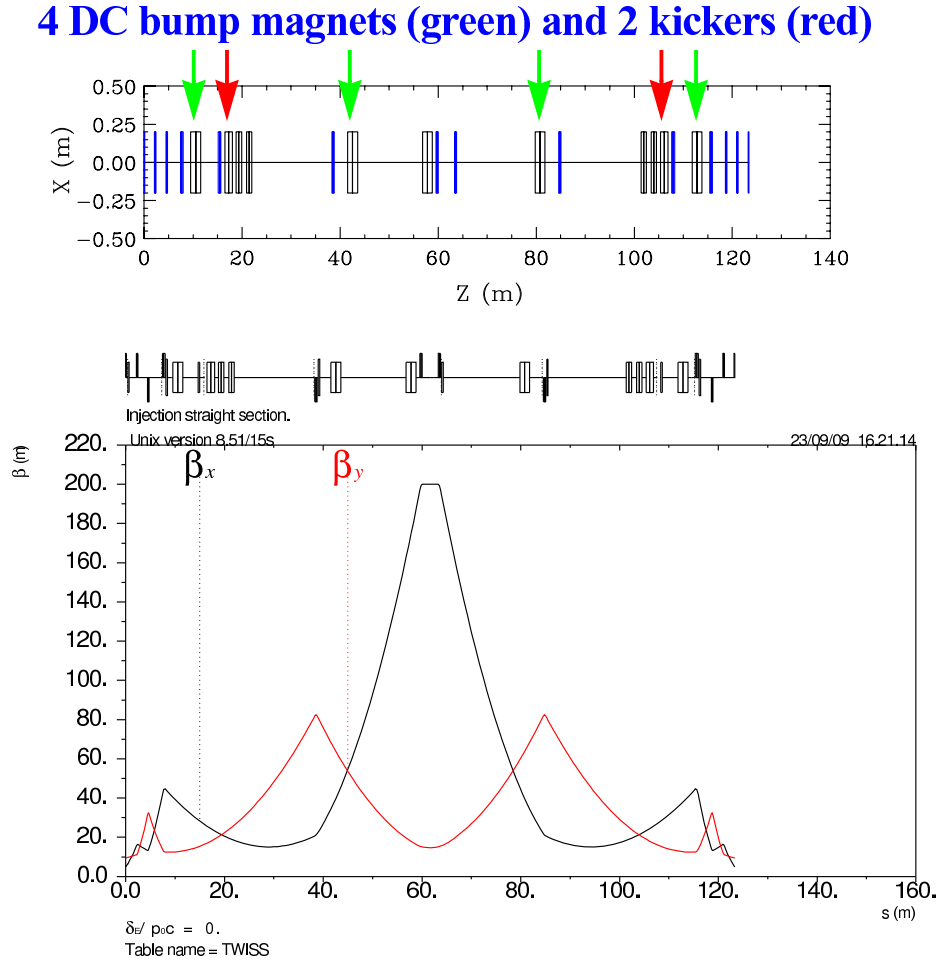 4 DC bump magnets (green) and 2 kickers (red)
0.50
0.25
0.00
−0.25
−0.50
X (m)
0 20 40 60 80 100 120 140
Z (m)
Injection straight section.
Unix version 8.51/15s 23/09/09 16.21.14
β (m)
220.
200.
180.
160.
140.
120.
100.
80.
60.
40.
20.
0.0
βx
βy
0.0 20. 40. 60. 80. 100. 120. 140. 160.
s (m)
δE/ p0c = 0.
Table name = TWISS